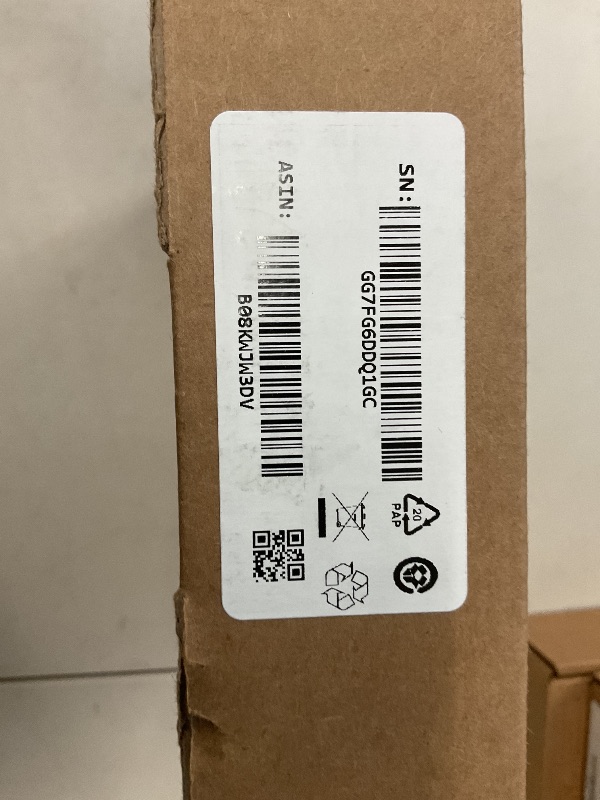 SN:
GG7FG6DDQ1GC
ASIN:
B08KWJW3DV
20
PAP